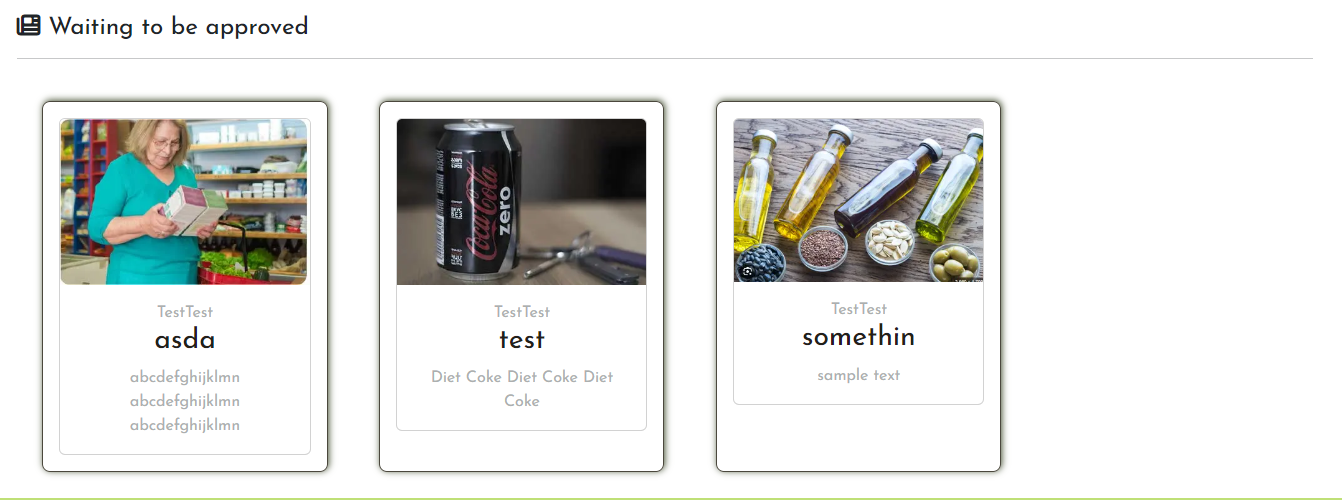 Waiting to be approved
TestTest
asda
abcdefghijklmn
abcdefghijklmn
abcdefghijklmn
Coca-Cola
zero
TestTest
test
Diet Coke Diet Coke Diet
Coke
TestTest
somethin
sample text